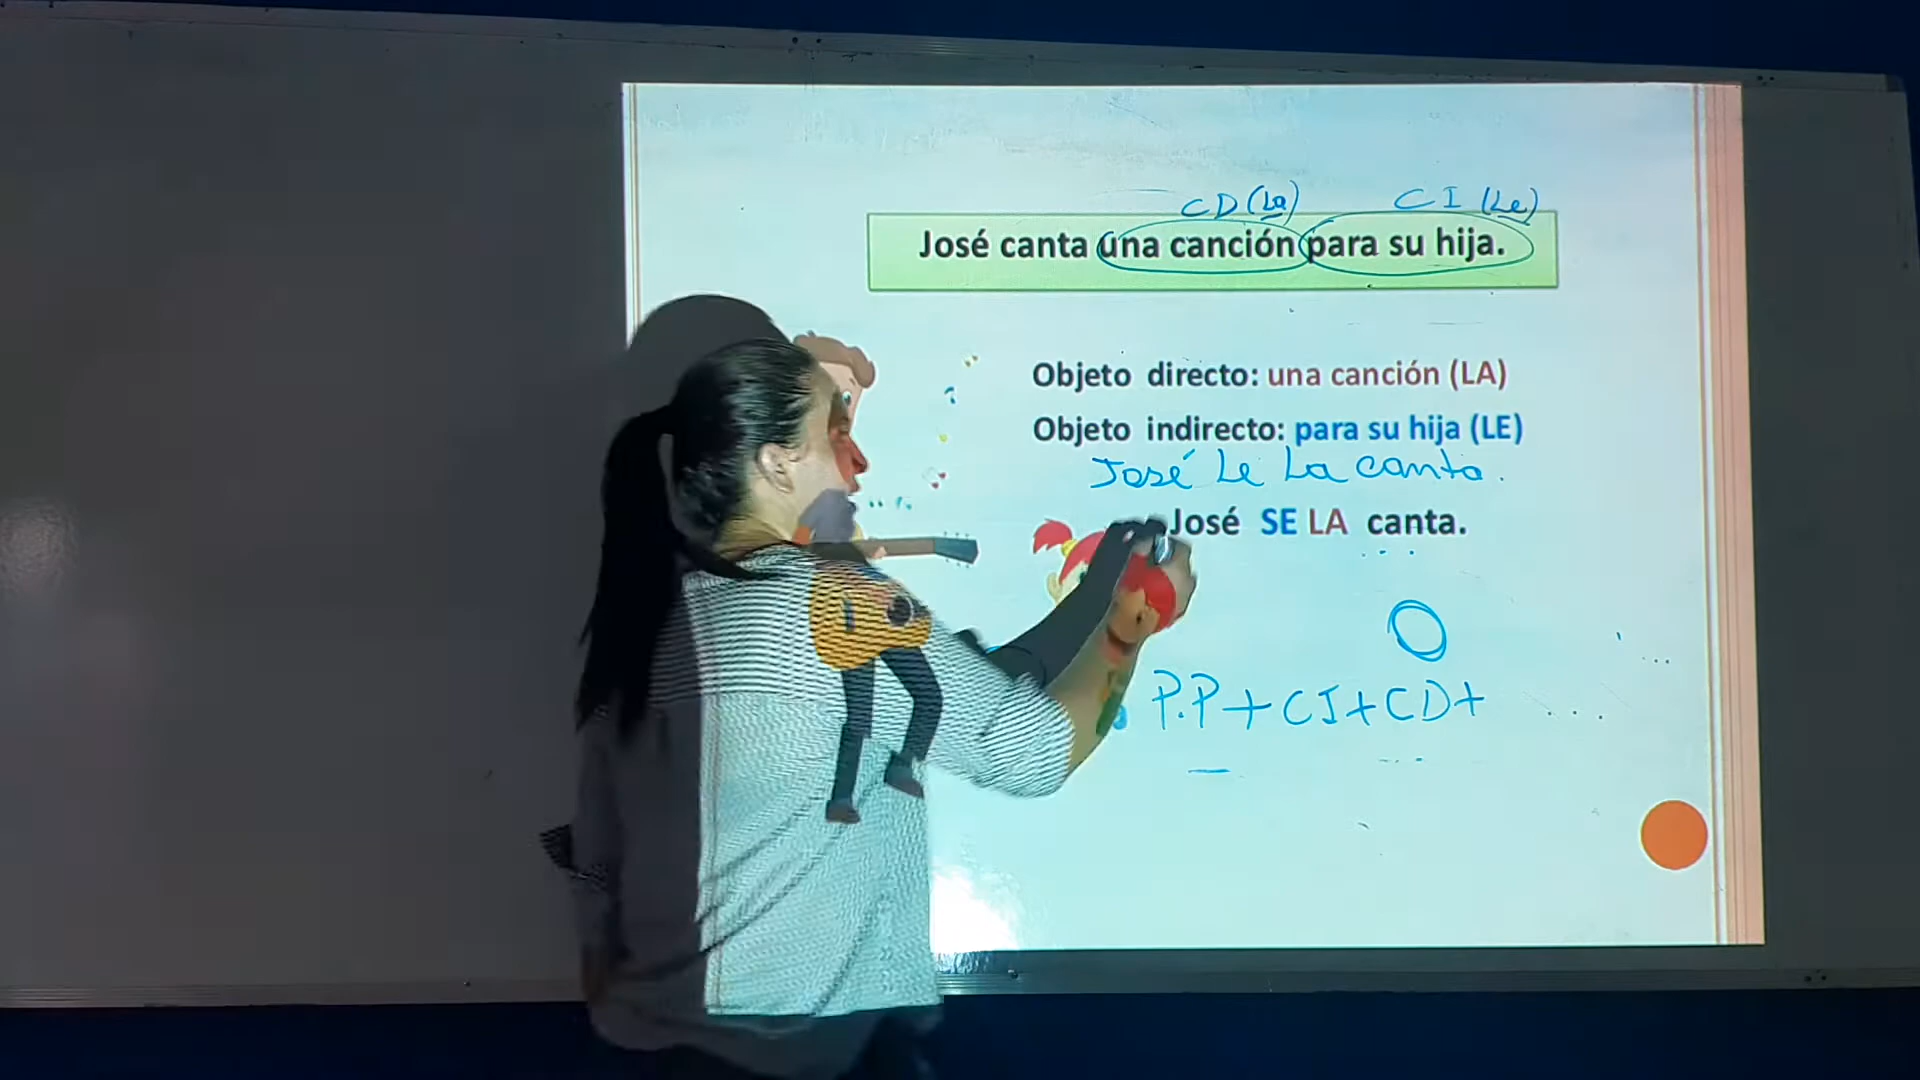 CD (La) CI (Le)
José canta una canción para su hija.
Objeto directo: una canción (LA)
Objeto indirecto: para su hija (LE)
José Le La canta.
José SE LA canta.
P.P + CI + CD +